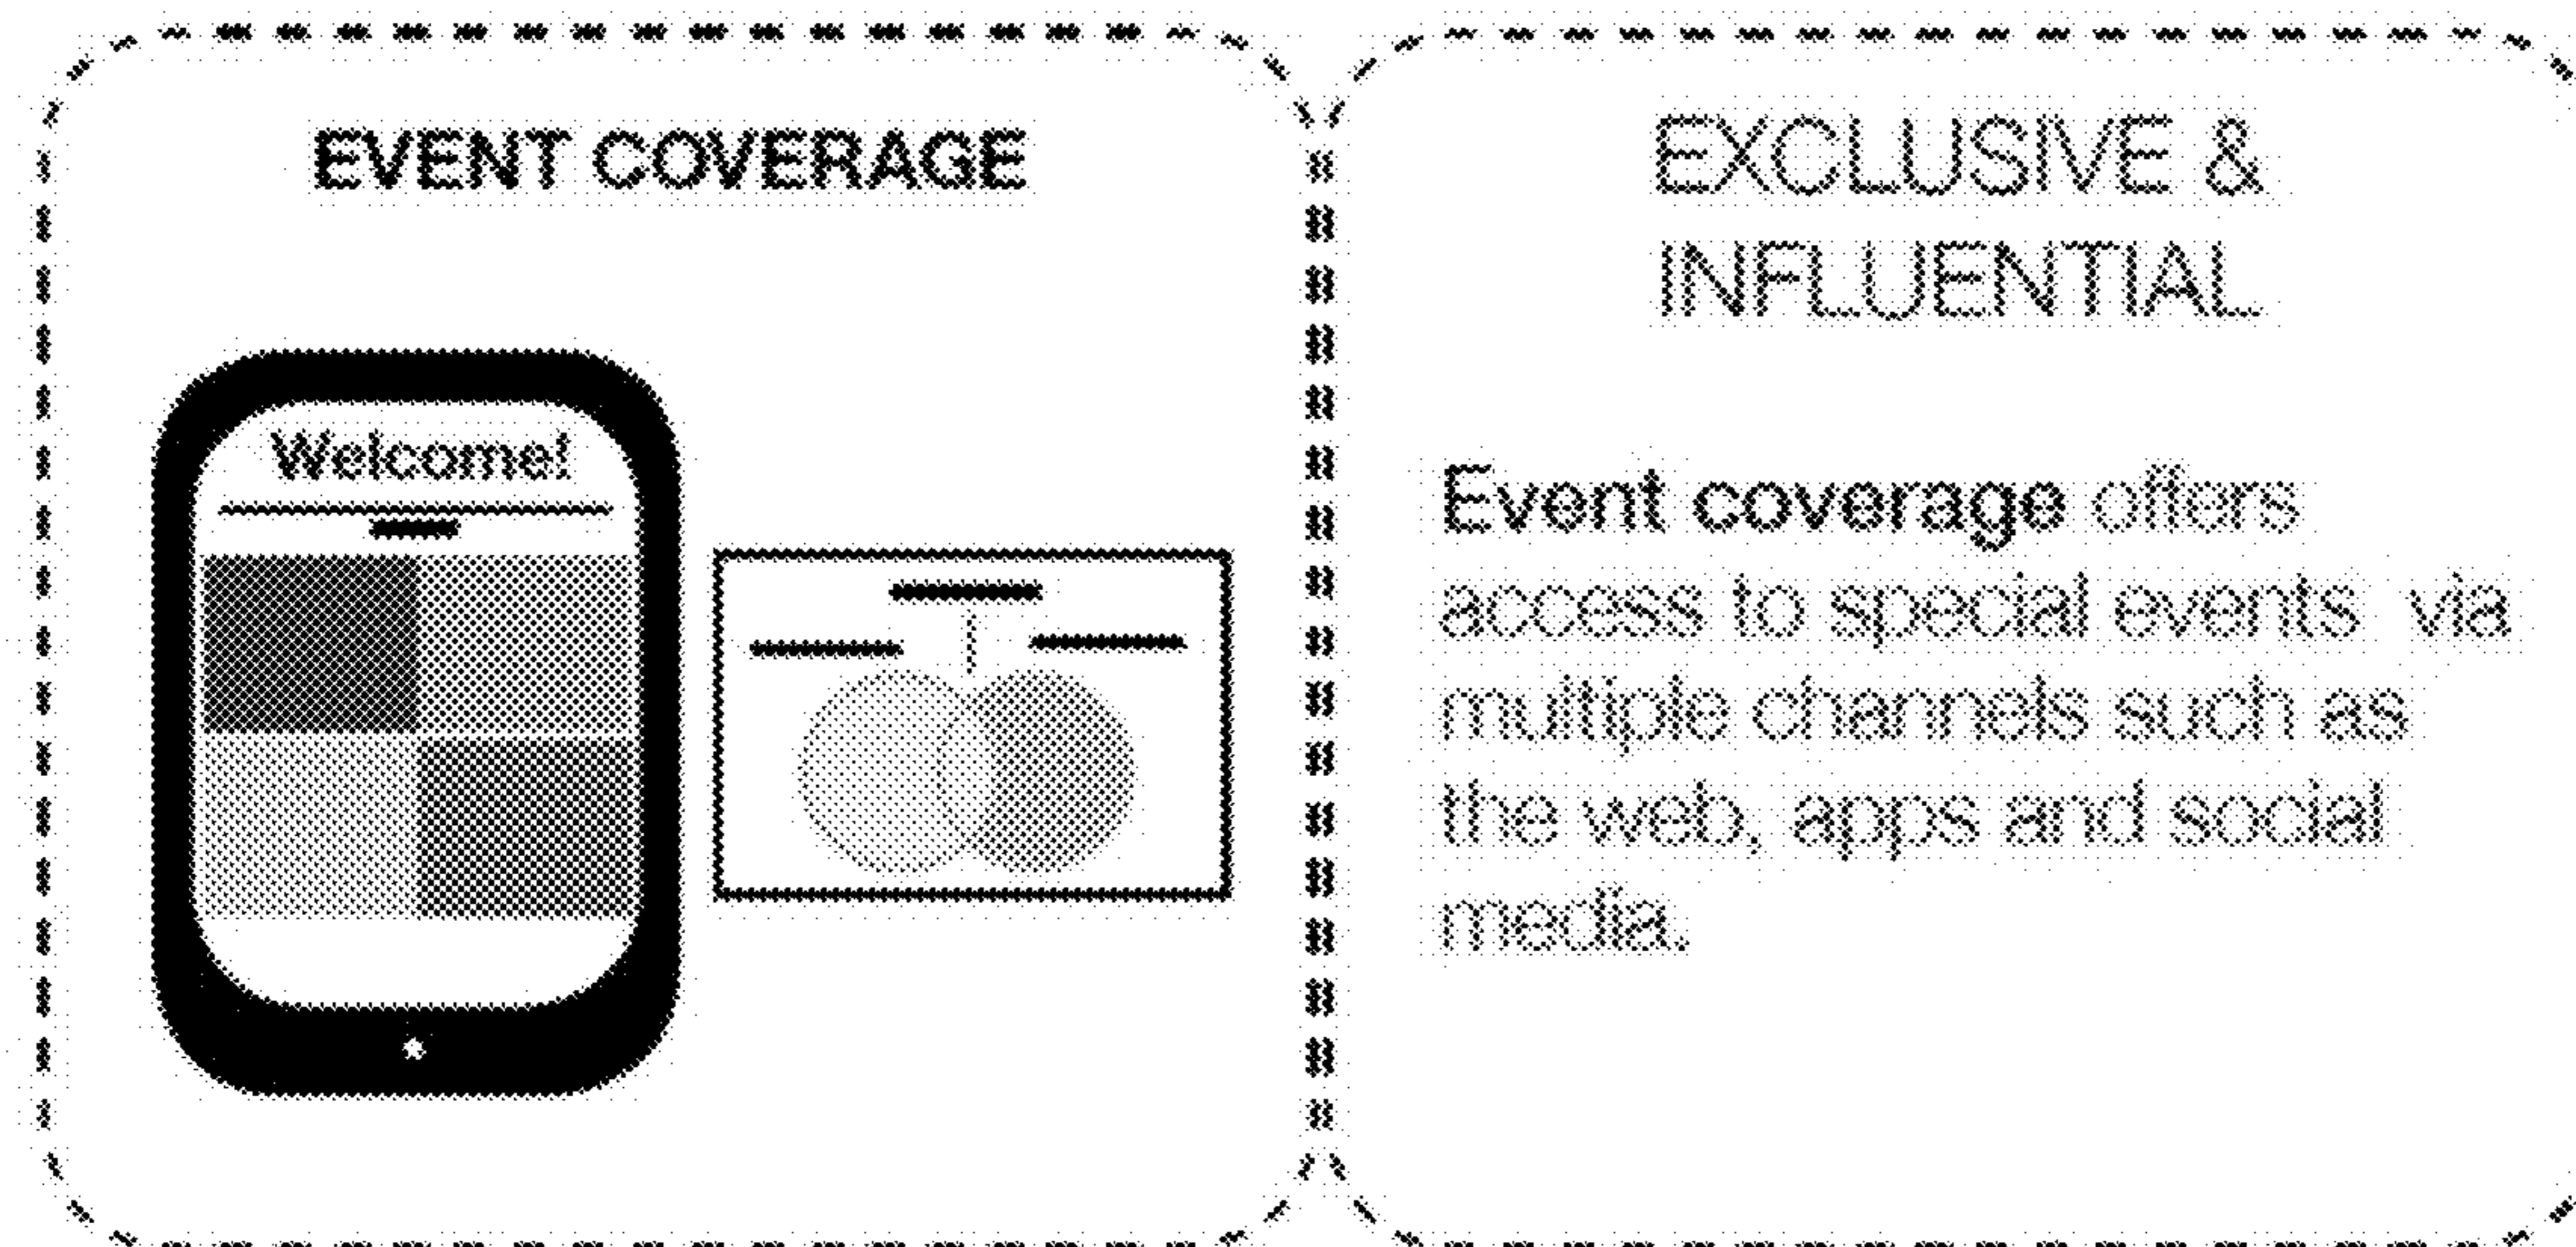 EVENT COVERAGE
Welcome!
EXCLUSIVE &
INFLUENTIAL
Event coverage offers
access to special events via
multiple channels such as
the web, apps and social
media.